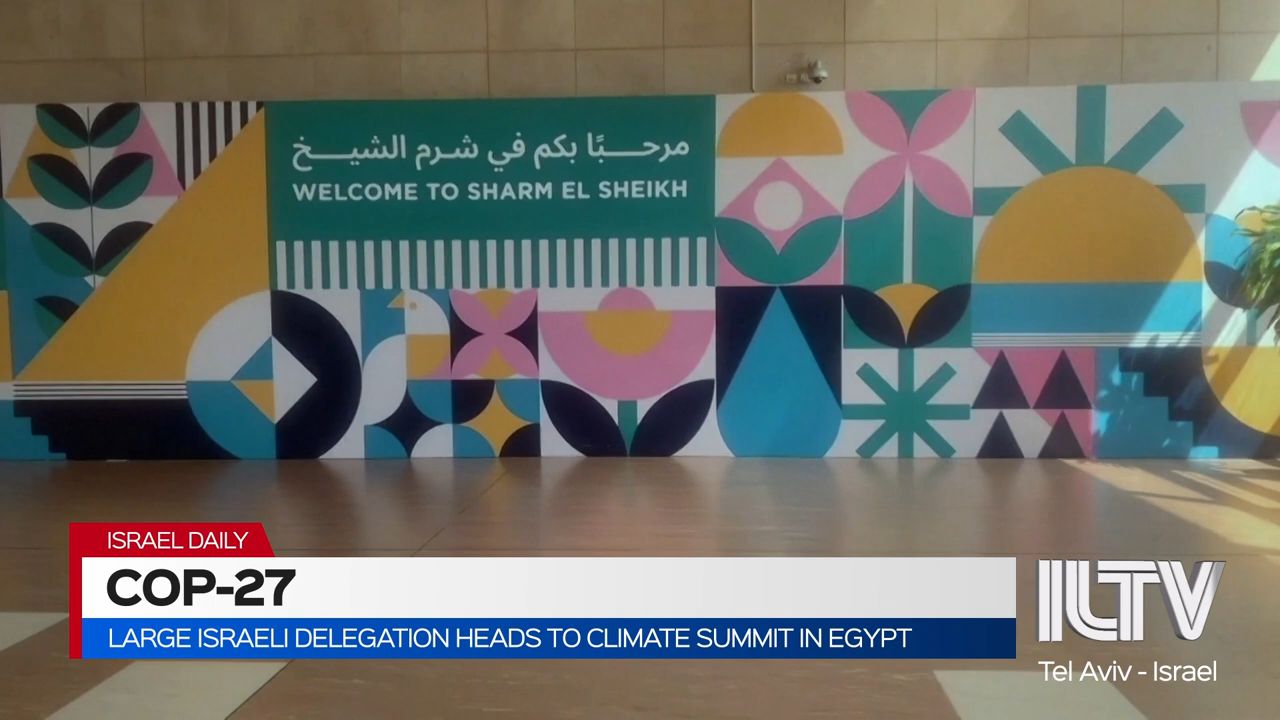 مرحبًا بكم في شرم الشيخ
WELCOME TO SHARM EL SHEIKH
ISRAEL DAILY
COP-27
LARGE ISRAELI DELEGATION HEADS TO CLIMATE SUMMIT IN EGYPT
ILTV
Tel Aviv - Israel